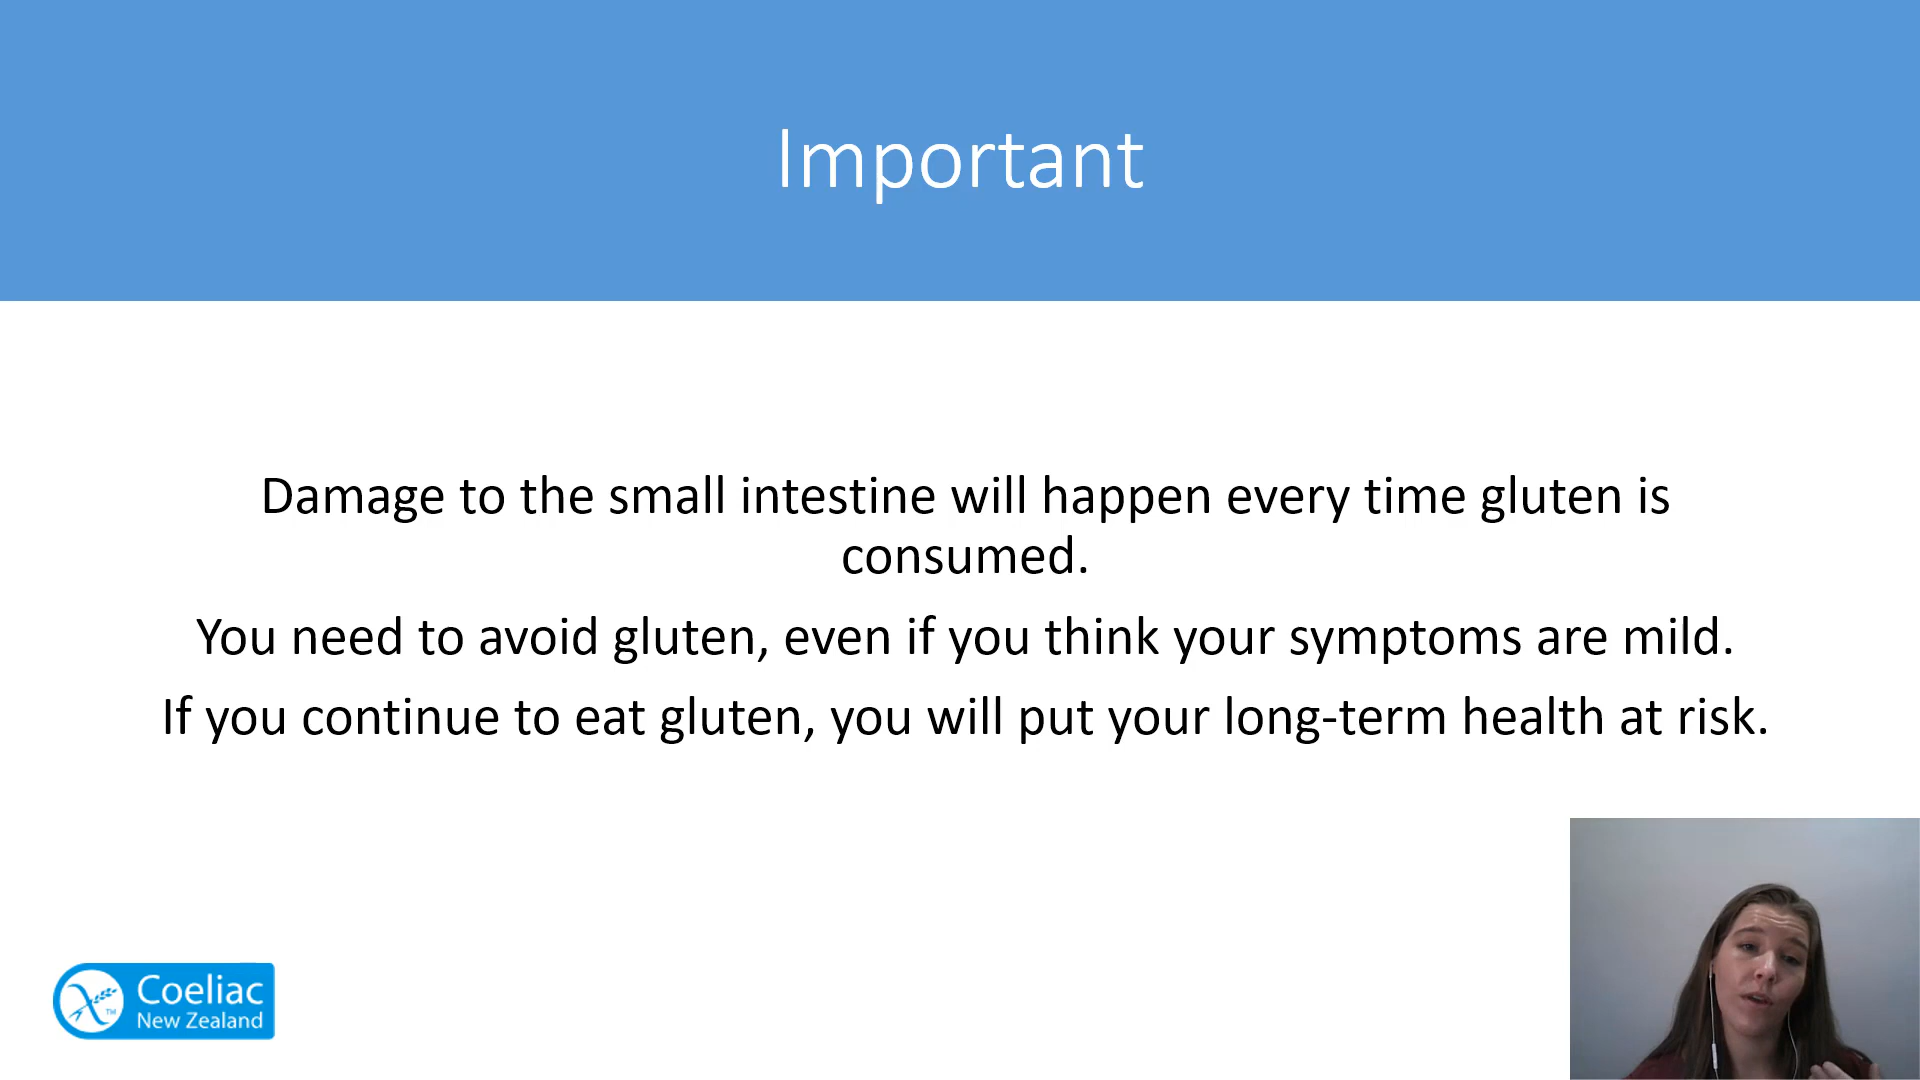 Important
Damage to the small intestine will happen every time gluten is
consumed.
You need to avoid gluten, even if you think your symptoms are mild.
If you continue to eat gluten, you will put your long-term health at risk.
Coeliac
New Zealand
TM